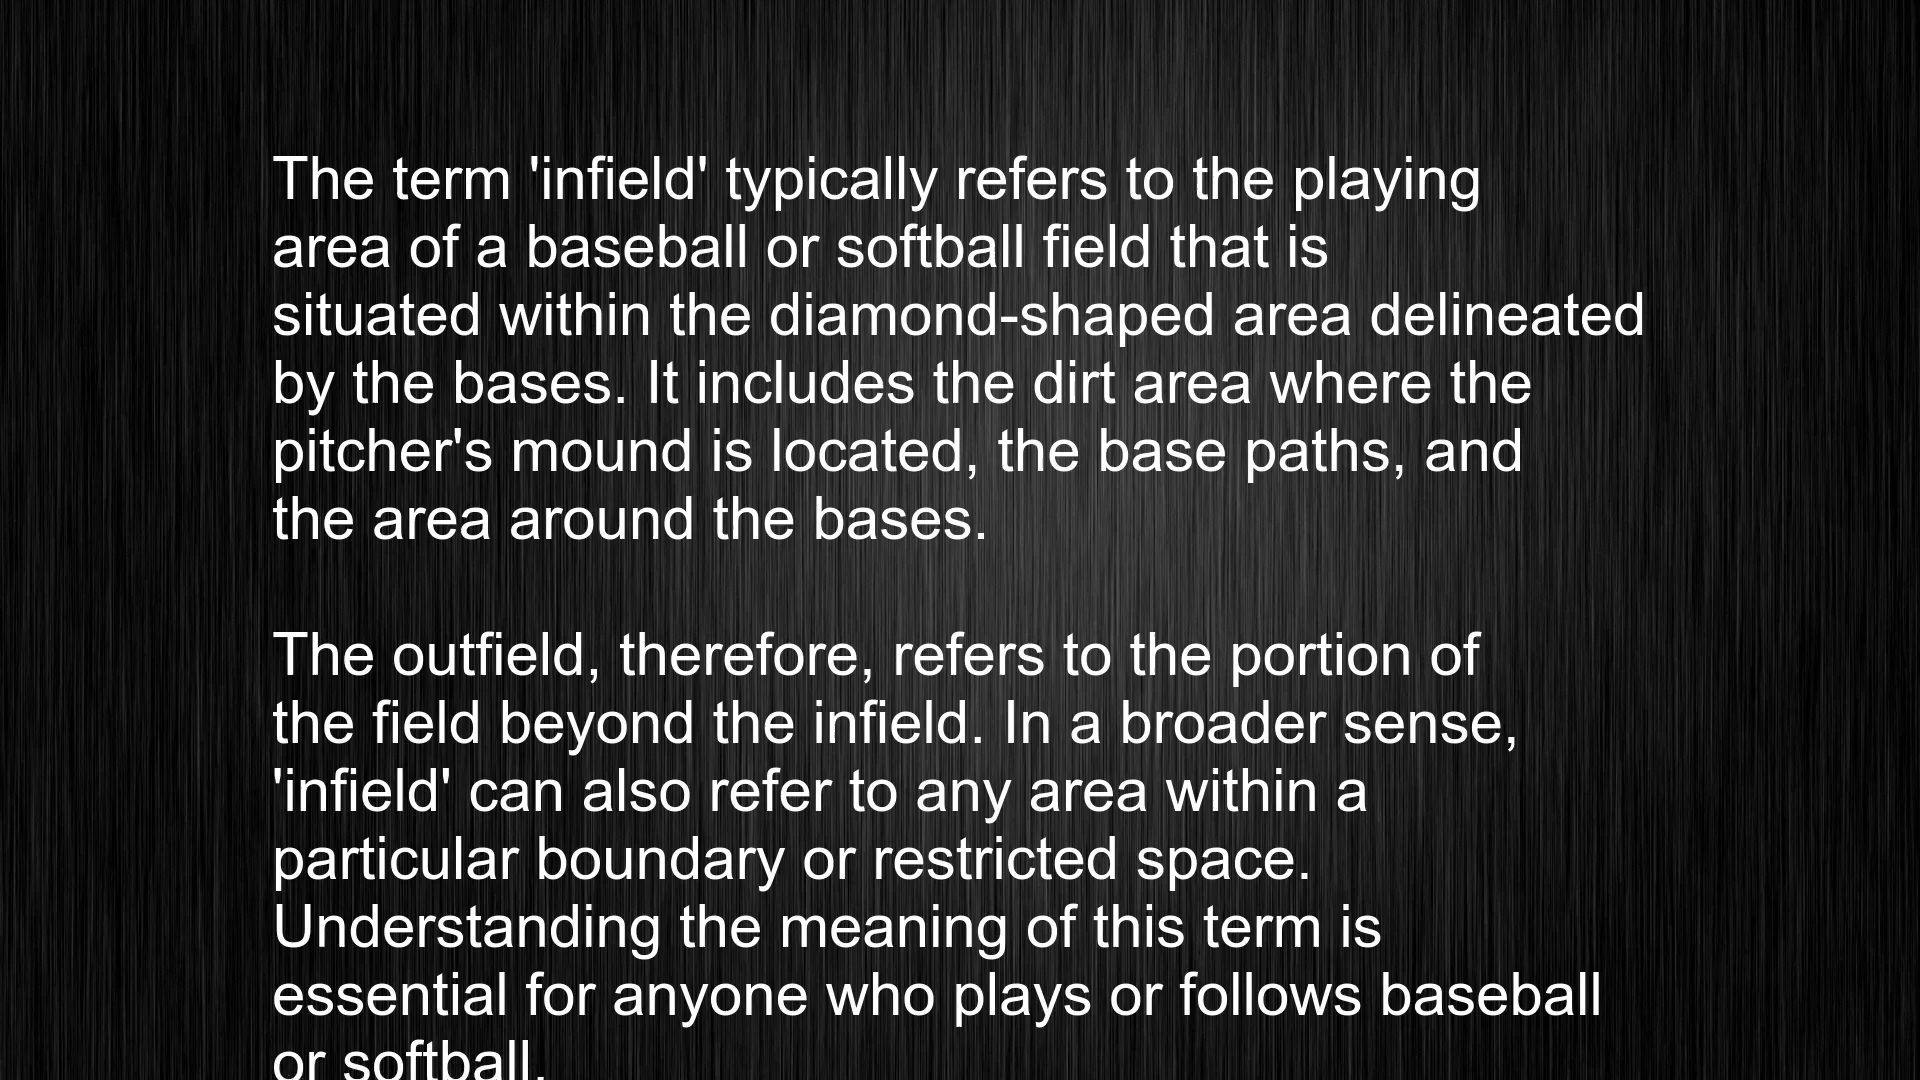 The term 'infield' typically refers to the playing
area of a baseball or softball field that is
situated within the diamond-shaped area delineated
by the bases. It includes the dirt area where the
pitcher's mound is located, the base paths, and
the area around the bases.
The outfield, therefore, refers to the portion of
the field beyond the infield. In a broader sense,
'infield' can also refer to any area within a
particular boundary or restricted space.
Understanding the meaning of this term is
essential for anyone who plays or follows baseball
or softball.